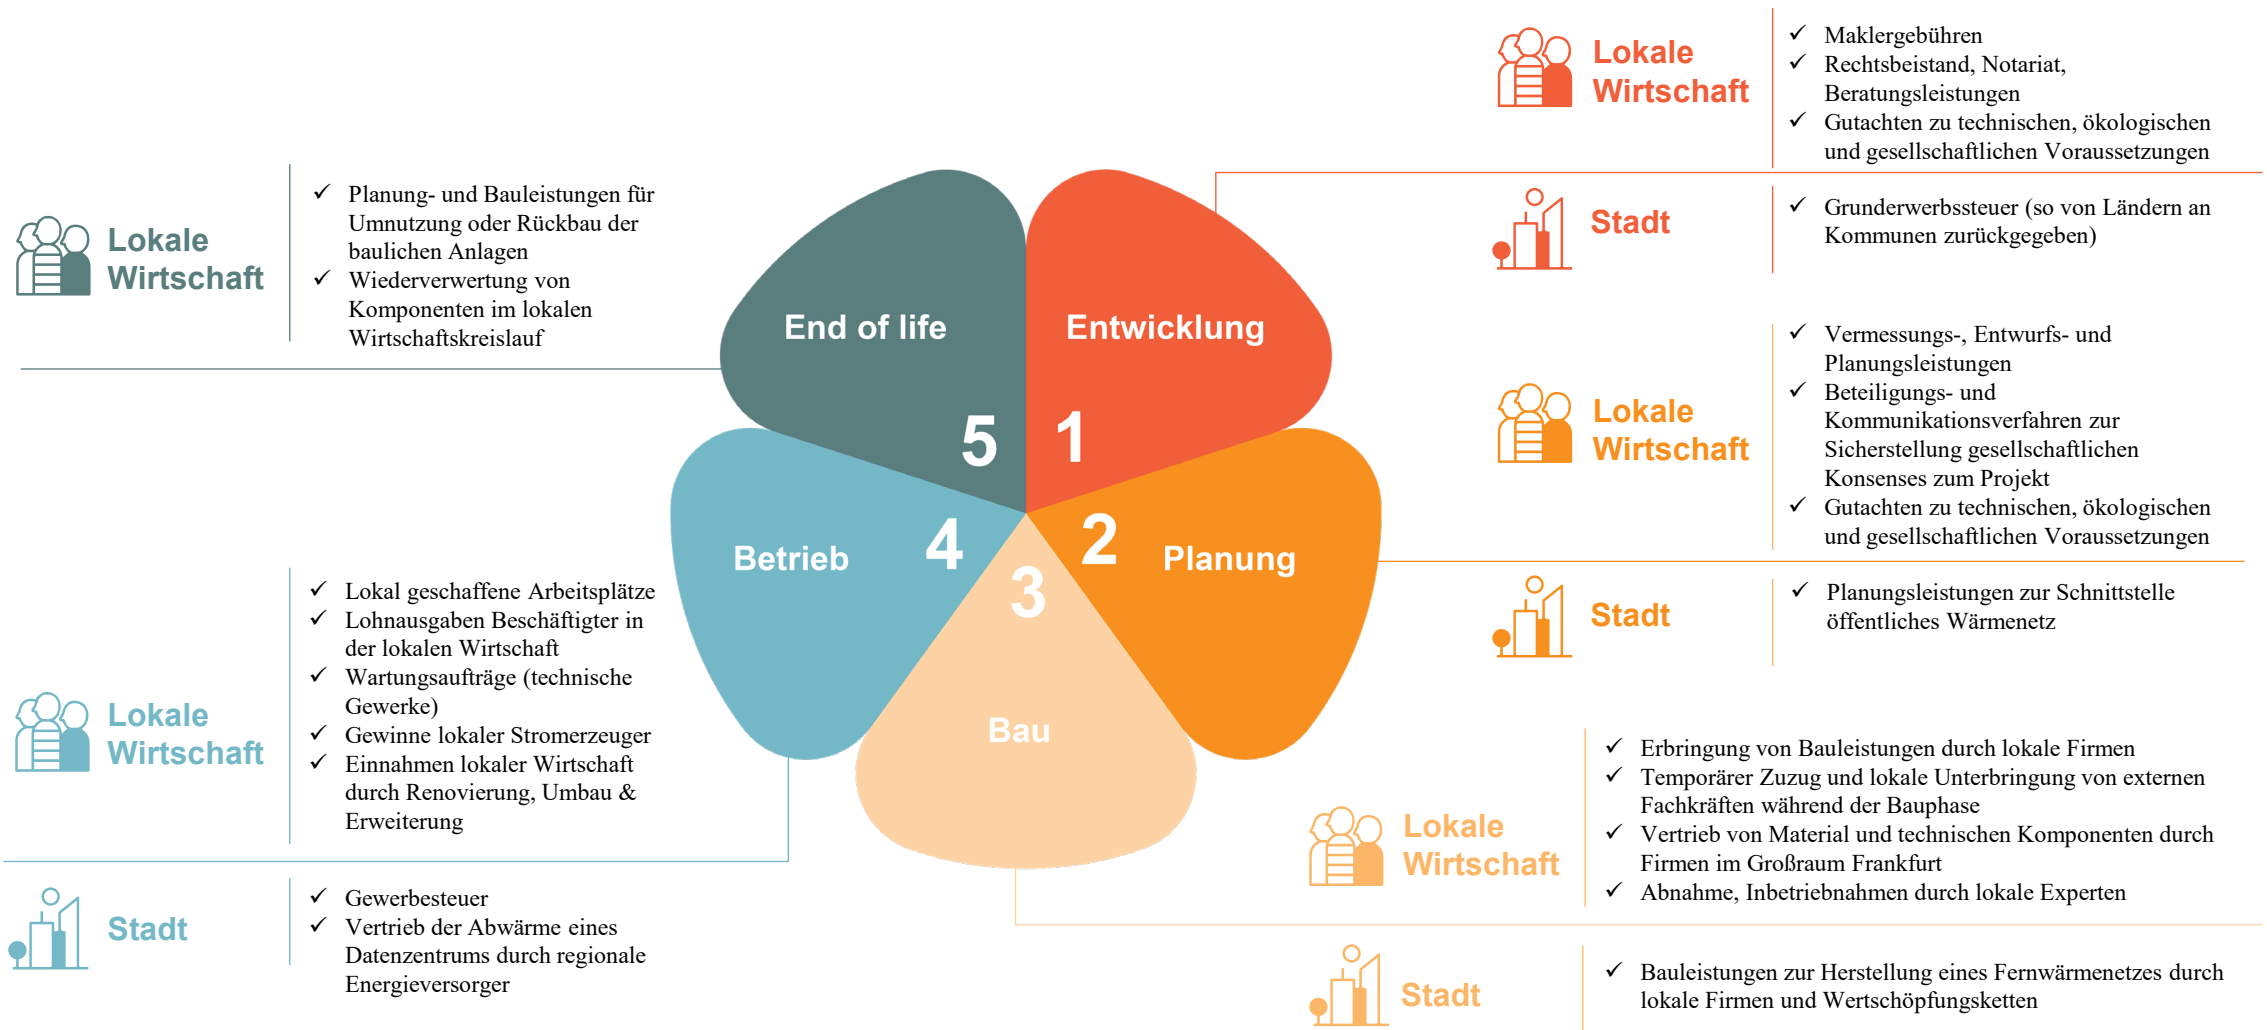 Lokale
Wirtschaft
Maklergebühren
Rechtsbeistand, Notariat,
Beratungsleistungen
Gutachten zu technischen, ökologischen
und gesellschaftlichen Voraussetzungen
Stadt
Grunderwerbssteuer (so von Ländern an
Kommunen zurückgegeben)
Lokale
Wirtschaft
Vermessungs-, Entwurfs- und
Planungsleistungen
Beteiligungs- und
Kommunikationsverfahren zur
Sicherstellung gesellschaftlichen
Konsenses zum Projekt
Gutachten zu technischen, ökologischen
und gesellschaftlichen Voraussetzungen
Stadt
Planungsleistungen zur Schnittstelle
öffentliches Wärmenetz
Lokale
Wirtschaft
Erbringung von Bauleistungen durch lokale Firmen
Temporärer Zuzug und lokale Unterbringung von externen
Fachkräften während der Bauphase
Vertrieb von Material und technischen Komponenten durch
Firmen im Großraum Frankfurt
Abnahme, Inbetriebnahmen durch lokale Experten
Stadt
Bauleistungen zur Herstellung eines Fernwärmenetzes durch
lokale Firmen und Wertschöpfungsketten
Lokale
Wirtschaft
Planung- und Bauleistungen für
Umnutzung oder Rückbau der
baulichen Anlagen
Wiederverwertung von
Komponenten im lokalen
Wirtschaftskreislauf
Lokale
Wirtschaft
Lokal geschaffene Arbeitsplätze
Lohnausgaben Beschäftigter in
der lokalen Wirtschaft
Wartungsaufträge (technische
Gewerke)
Gewinne lokaler Stromerzeuger
Einnahmen lokaler Wirtschaft
durch Renovierung, Umbau &
Erweiterung
Stadt
Gewerbesteuer
Vertrieb der Abwärme eines
Datenzentrums durch regionale
Energieversorger
End of life
5
Entwicklung
1
Betrieb
4
2
Planung
3
Bau